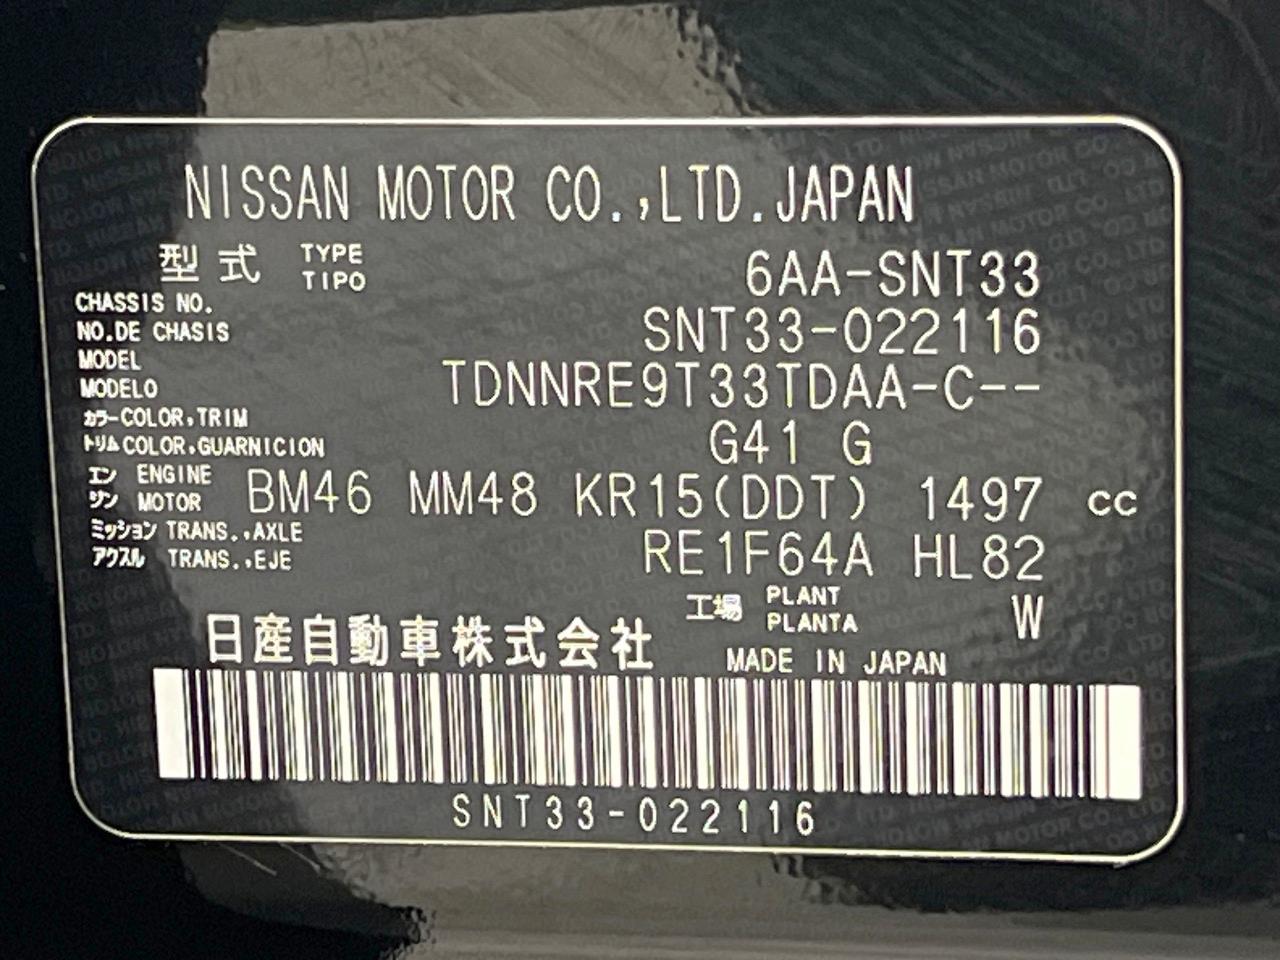 NISSAN MOTOR CO.,LTD.JAPAN
型式 TYPE TIPO 6AA-SNT33
CHASSIS NO.
NO.DE CHASIS SNT33-022116
MODEL
MODELO TDNNRE9T33TDAA-C--
カラー COLOR,TRIM
トリム COLOR,GUARNICION G41 G
エン ENGINE
ジン MOTOR BM46 MM48 KR15(DDT) 1497 cc
ミッション TRANS.,AXLE
アクスル TRANS.,EJE RE1F64A HL82
工場 PLANT PLANTA W
日産自動車株式会社 MADE IN JAPAN
SNT33-022116